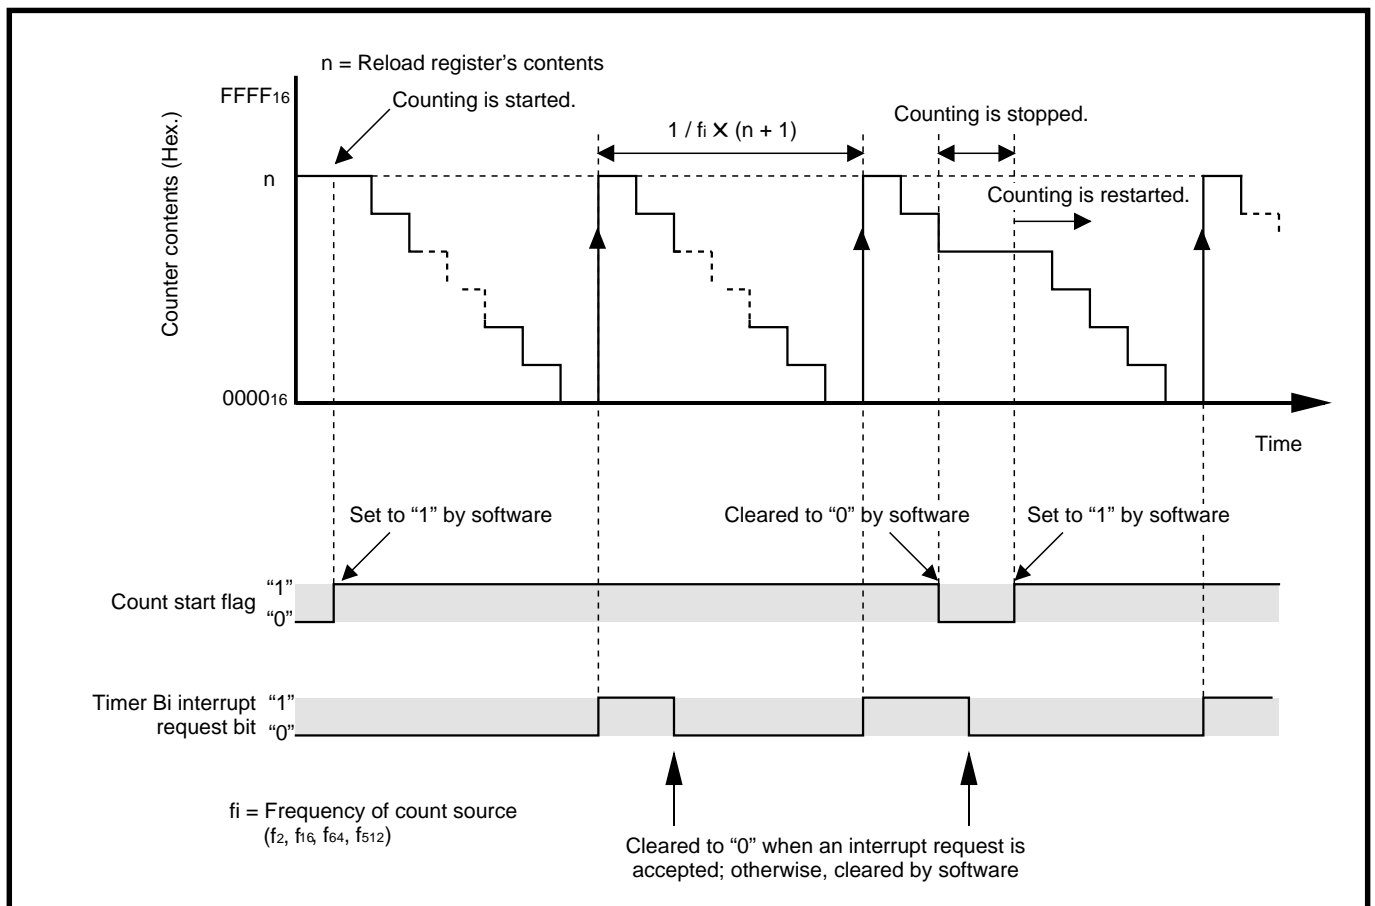 n = Reload register's contents
FFFF16
Counting is started.
1 / fi X (n + 1)
Counting is stopped.
n
Counting is restarted.
Counter contents (Hex.)
000016
Time
Set to “1” by software
Cleared to “0” by software
Set to “1” by software
Count start flag
“1”
“0”
Timer Bi interrupt
request bit
“1”
“0”
fi = Frequency of count source
(f2, f16, f64, f512)
Cleared to “0” when an interrupt request is
accepted; otherwise, cleared by software